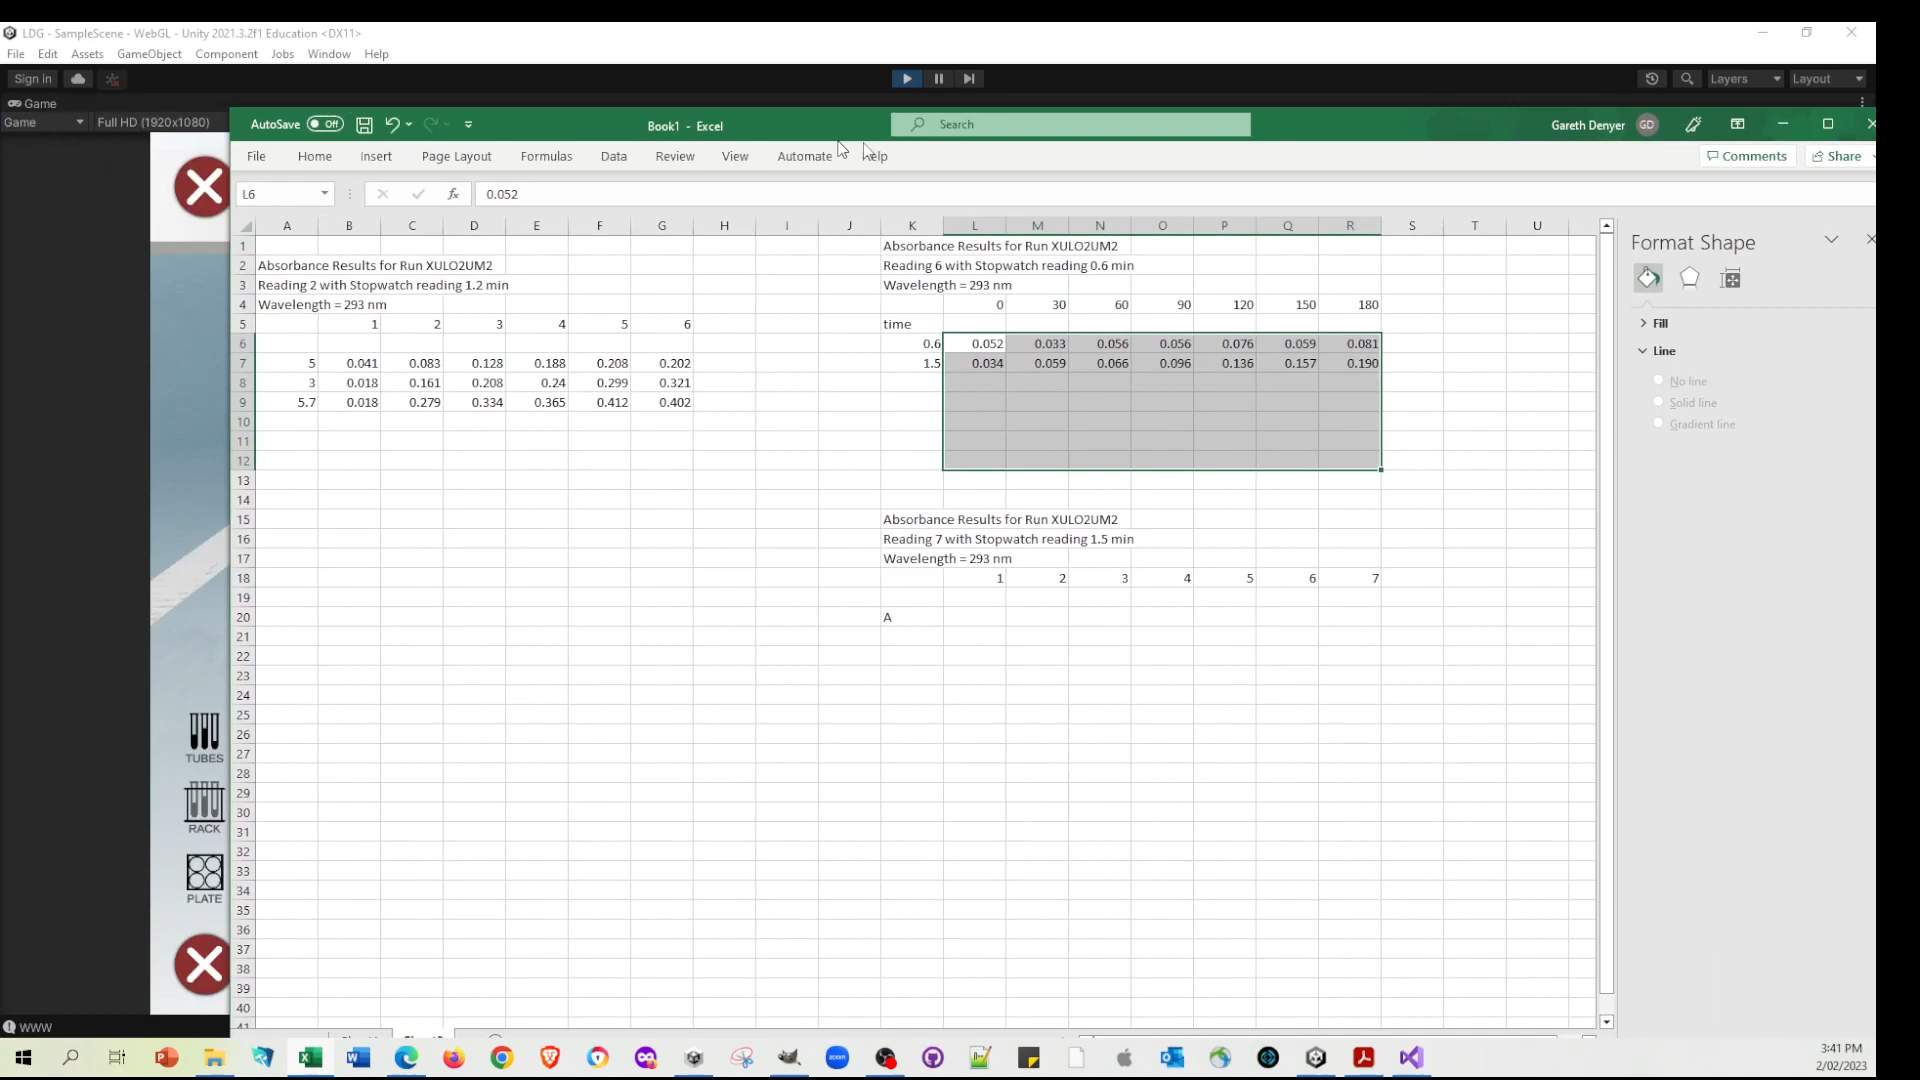 LDG - SampleScene - WebGL - Unity 2021.3.2f1 Education <DX11>
File Edit Assets GameObject Component Jobs Window Help
Sign in Layers Layout
Game
Game Full HD (1920x1080)
AutoSave Off Book1 - Excel Search Gareth Denyer GD
File Home Insert Page Layout Formulas Data Review View Automate Help Comments Share
L6 fx 0.052
A B C D E F G H I J K L M N O P Q R S T U
1 Absorbance Results for Run XULO2UM2
2 Absorbance Results for Run XULO2UM2 Reading 6 with Stopwatch reading 0.6 min
3 Reading 2 with Stopwatch reading 1.2 min Wavelength = 293 nm
4 Wavelength = 293 nm 0 30 60 90 120 150 180
5 1 2 3 4 5 6 time
6 0.6 0.052 0.033 0.056 0.056 0.076 0.059 0.081
7 5 0.041 0.083 0.128 0.188 0.208 0.202 1.5 0.034 0.059 0.066 0.096 0.136 0.157 0.190
8 3 0.018 0.161 0.208 0.24 0.299 0.321
9 5.7 0.018 0.279 0.334 0.365 0.412 0.402
10
11
12
13
14
15 Absorbance Results for Run XULO2UM2
16 Reading 7 with Stopwatch reading 1.5 min
17 Wavelength = 293 nm
18 1 2 3 4 5 6 7
19
20 A
21
22
23
24
25
26
27
28
29
30
31
32
33
34
35
36
37
38
39
40
Format Shape
Fill
Line
No line
Solid line
Gradient line
TUBES
RACK
PLATE
WWW
zoom
3:41 PM
2/02/2023